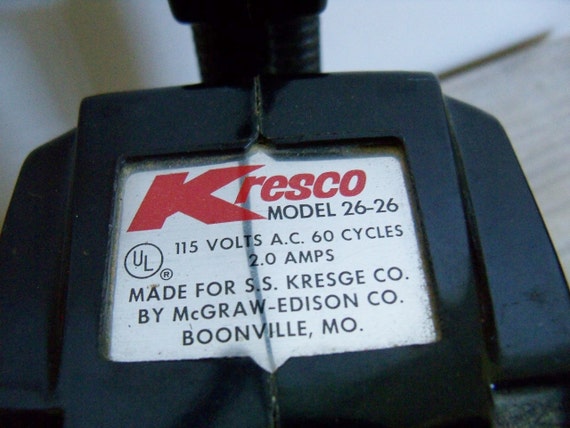 Kresco
MODEL 26-26
115 VOLTS A.C. 60 CYCLES
2.0 AMPS
UL ®
MADE FOR S.S. KRESGE CO.
BY McGRAW-EDISON CO.
BOONVILLE, MO.